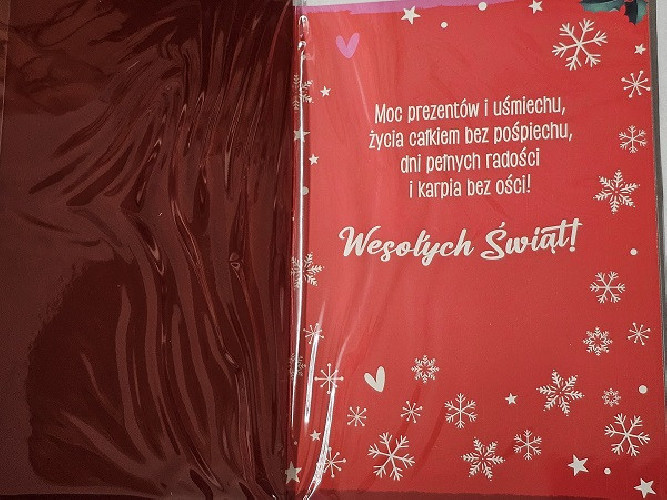 Moc prezentów i uśmiechu,
życia całkiem bez pośpiechu,
dni pełnych radości
i karpia bez ości!
Wesołych Świąt!